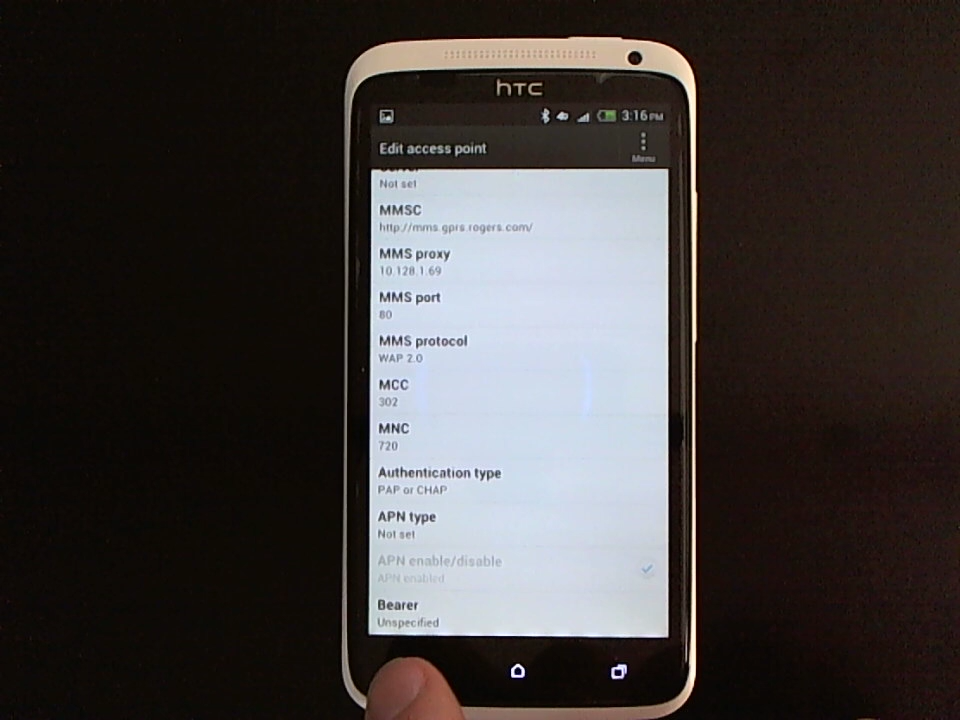 hTC
3:16 PM
Edit access point
Menu
Server
Not set
MMSC
http://mms.gprs.rogers.com/
MMS proxy
10.128.1.69
MMS port
80
MMS protocol
WAP 2.0
MCC
302
MNC
720
Authentication type
PAP or CHAP
APN type
Not set
APN enable/disable
APN enabled
Bearer
Unspecified